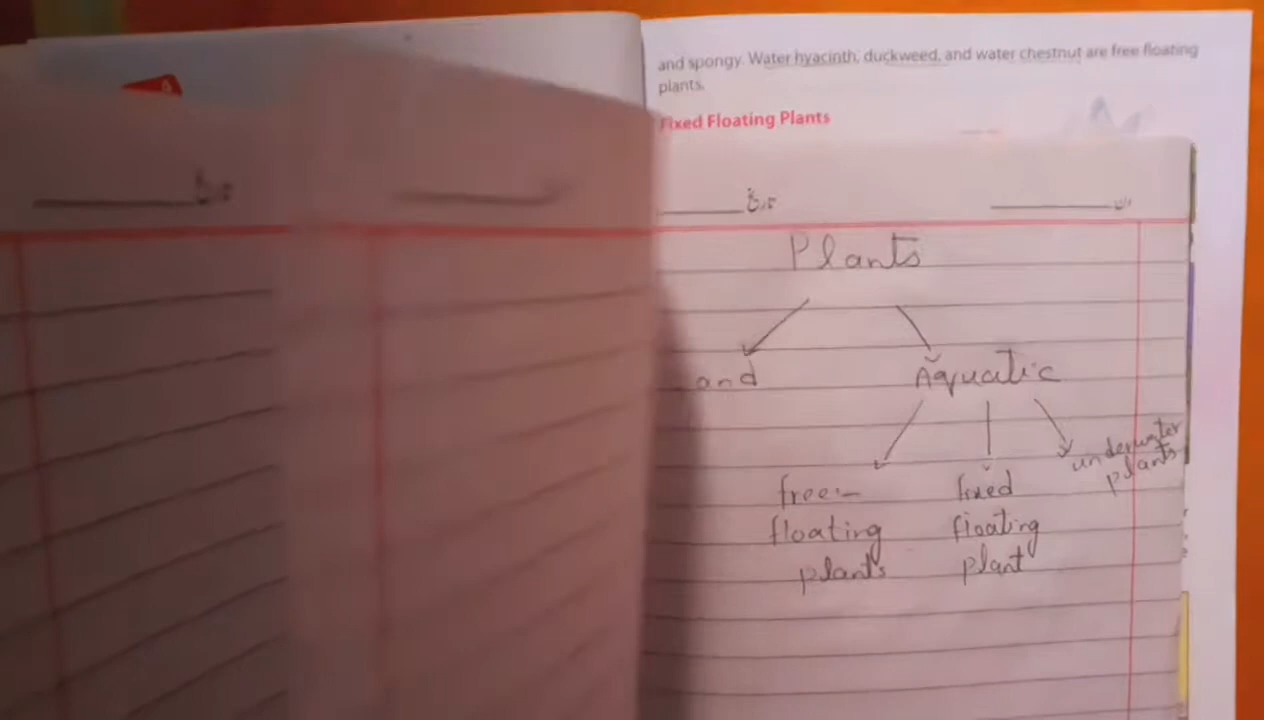 and spongy. Water hyacinth, duckweed, and water chestnut are free floating
plants.
Fixed Floating Plants
Plants
and
Aquatic
free-
floating
plants
fixed
floating
plant
underwater
plants